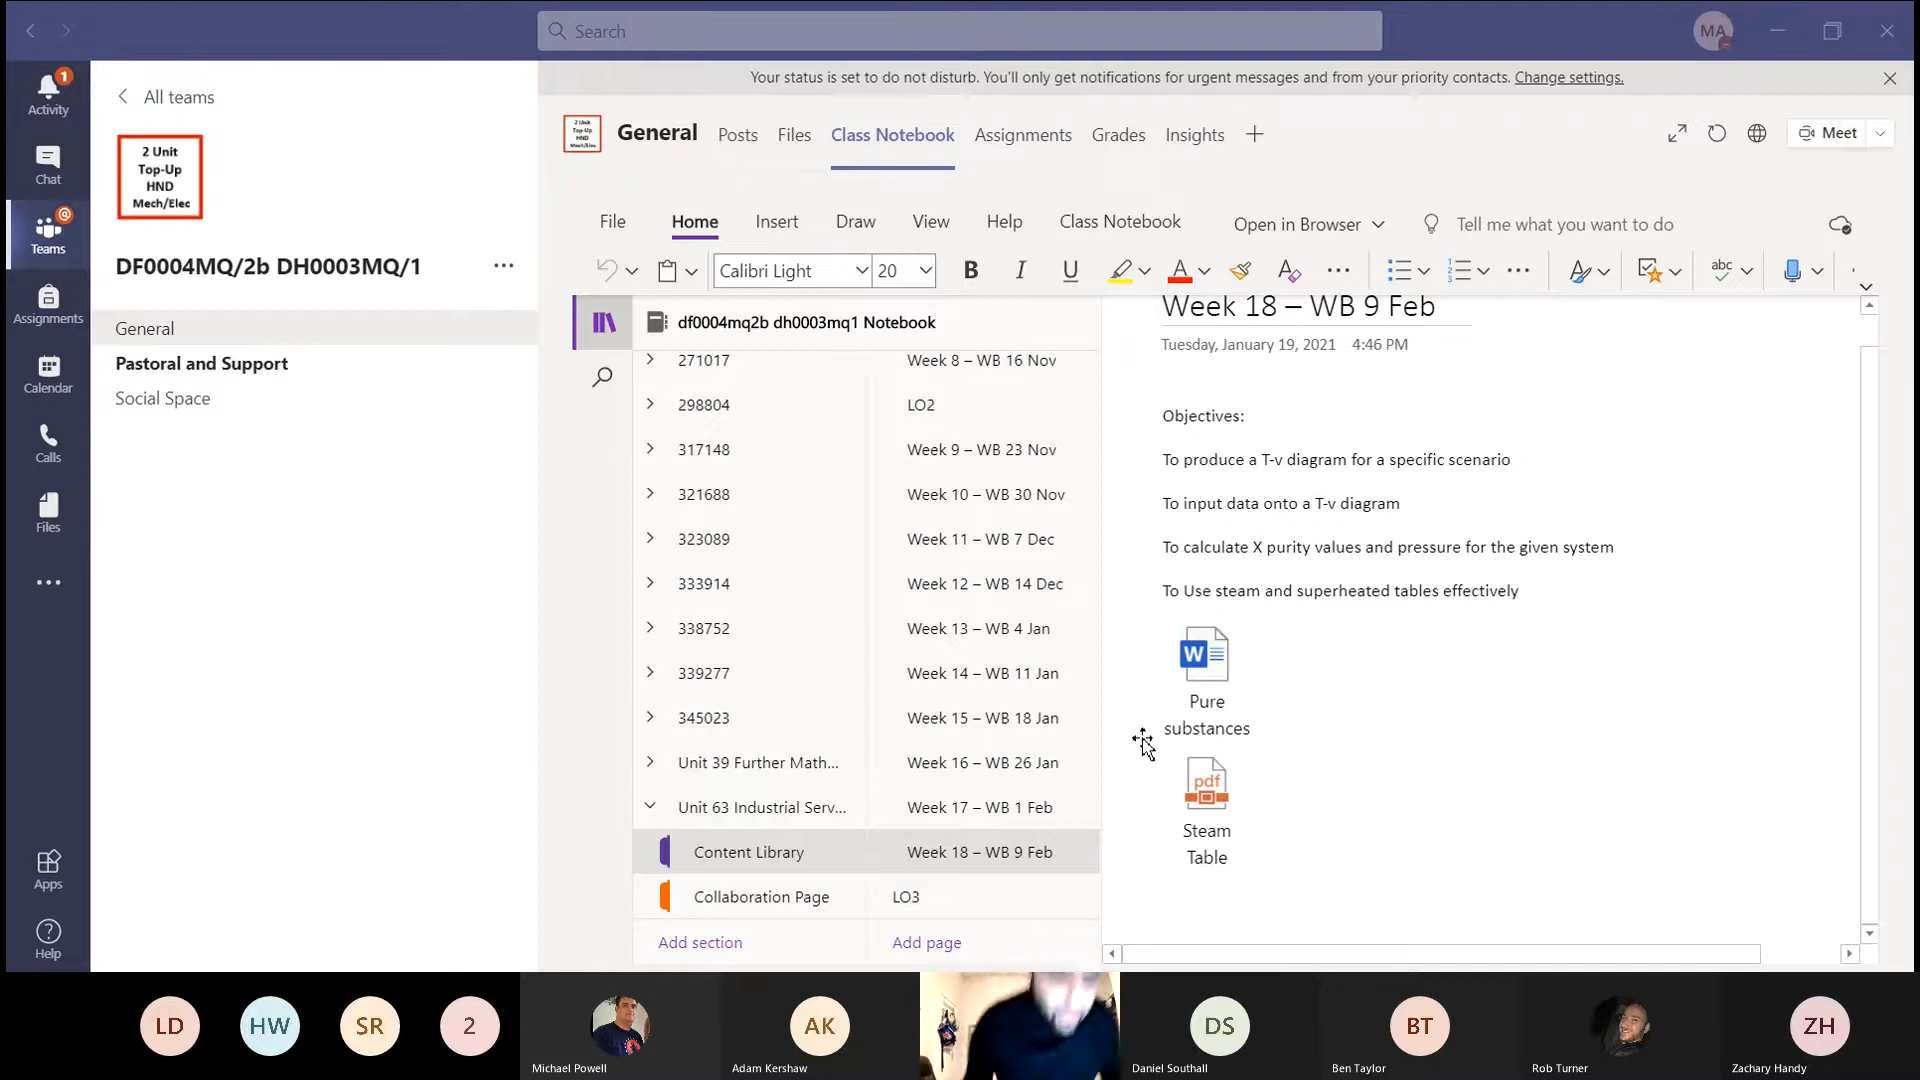 Search
MA
Your status is set to do not disturb. You'll only get notifications for urgent messages and from your priority contacts. Change settings.
1
Activity
Chat
Teams
Assignments
Calendar
Calls
Files
Apps
Help
All teams
2 Unit
Top-Up
HND
Mech/Elec
DF0004MQ/2b DH0003MQ/1
General
Pastoral and Support
Social Space
2 Unit
Top-Up
HND
Mech/Elec
General Posts Files Class Notebook Assignments Grades Insights
Meet
File Home Insert Draw View Help Class Notebook Open in Browser Tell me what you want to do
Calibri Light 20 B I U A abc
df0004mq2b dh0003mq1 Notebook
271017 Week 8 – WB 16 Nov
298804 LO2
317148 Week 9 – WB 23 Nov
321688 Week 10 – WB 30 Nov
323089 Week 11 – WB 7 Dec
333914 Week 12 – WB 14 Dec
338752 Week 13 – WB 4 Jan
339277 Week 14 – WB 11 Jan
345023 Week 15 – WB 18 Jan
Unit 39 Further Math... Week 16 – WB 26 Jan
Unit 63 Industrial Serv... Week 17 – WB 1 Feb
Content Library Week 18 – WB 9 Feb
Collaboration Page LO3
Add section Add page
Week 18 – WB 9 Feb
Tuesday, January 19, 2021 4:46 PM
Objectives:
To produce a T-v diagram for a specific scenario
To input data onto a T-v diagram
To calculate X purity values and pressure for the given system
To Use steam and superheated tables effectively
W
Pure
substances
pdf
Steam
Table
LD HW SR 2 AK DS BT ZH
Michael Powell Adam Kershaw Daniel Southall Ben Taylor Rob Turner Zachary Handy